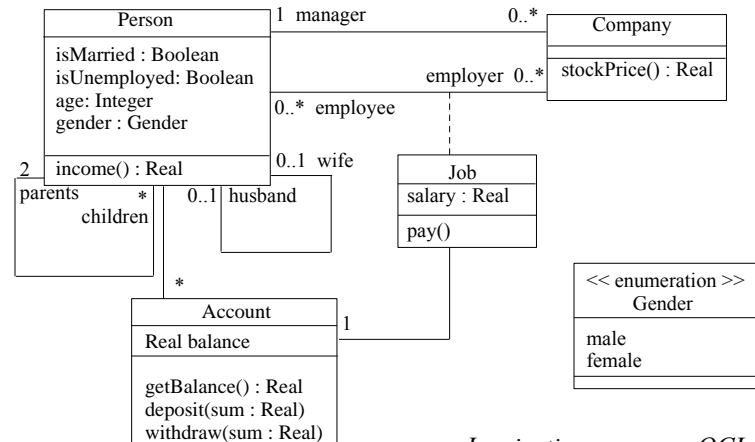 Person
isMarried : Boolean
isUnemployed: Boolean
age: Integer
gender : Gender
income() : Real
1 manager
0..*
Company
stockPrice() : Real
employer 0..*
0..* employee
0..1 wife
0..1 husband
2
parents
*
children
Job
salary : Real
pay()
*
1
Account
Real balance
getBalance() : Real
deposit(sum : Real)
withdraw(sum : Real)
<< enumeration >>
Gender
male
female